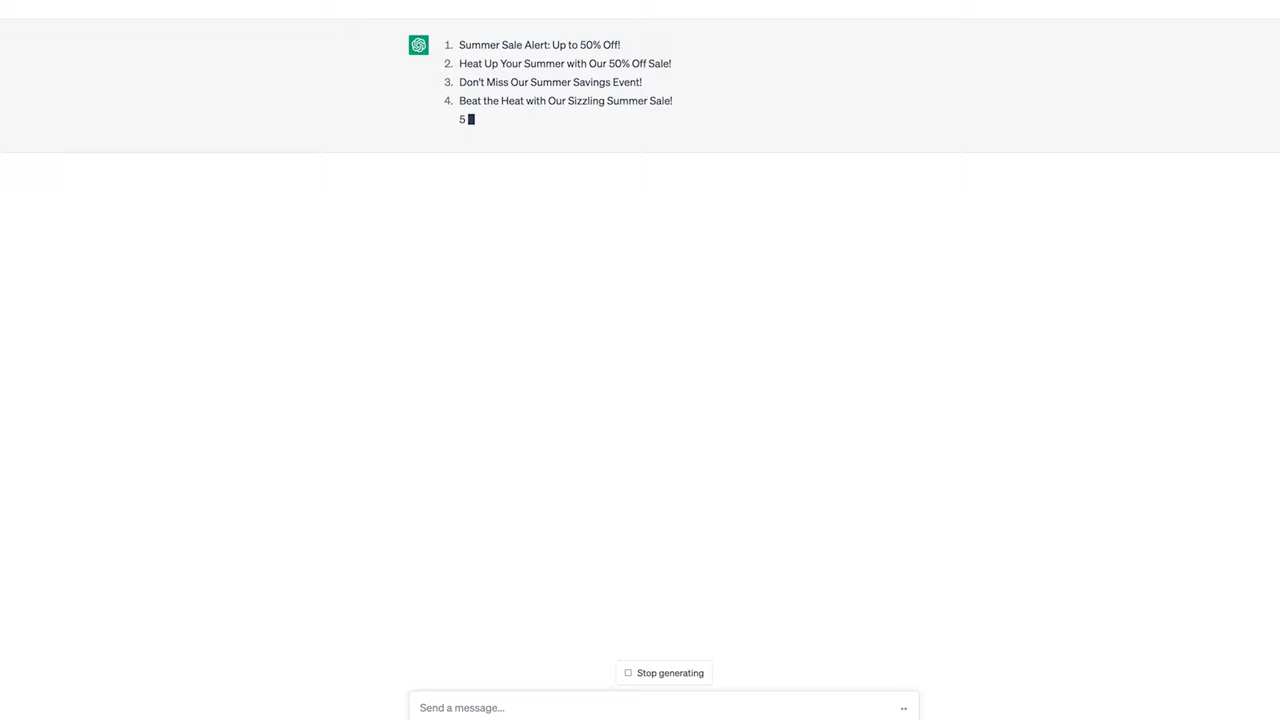 1. Summer Sale Alert: Up to 50% Off!
2. Heat Up Your Summer with Our 50% Off Sale!
3. Don't Miss Our Summer Savings Event!
4. Beat the Heat with Our Sizzling Summer Sale!
5
Stop generating
Send a message...